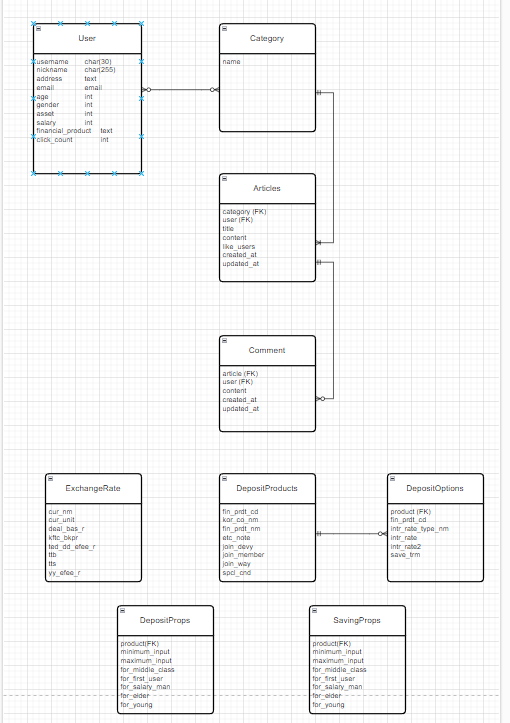 User
username char(30)
nickname char(255)
address text
email email
age int
gender int
asset int
salary int
financial_product text
click_count int
Category
name
Articles
category (FK)
user (FK)
title
content
like_users
created_at
updated_at
Comment
article (FK)
user (FK)
content
created_at
updated_at
ExchangeRate
cur_nm
cur_unit
deal_bas_r
kftc_bkpr
ted_dd_efee_r
ttb
tts
yy_efee_r
DepositProducts
fin_prdt_cd
kor_co_nm
fin_prdt_nm
etc_note
join_deny
join_member
join_way
spcl_cnd
DepositOptions
product (FK)
fin_prdt_cd
intr_rate_type_nm
intr_rate
intr_rate2
save_trm
DepositProps
product(FK)
minimum_input
maximum_input
for_middle_class
for_first_user
for_salary_man
for_elder
for_young
SavingProps
product(FK)
minimum_input
maximum_input
for_middle_class
for_first_user
for_salary_man
for_elder
for_young